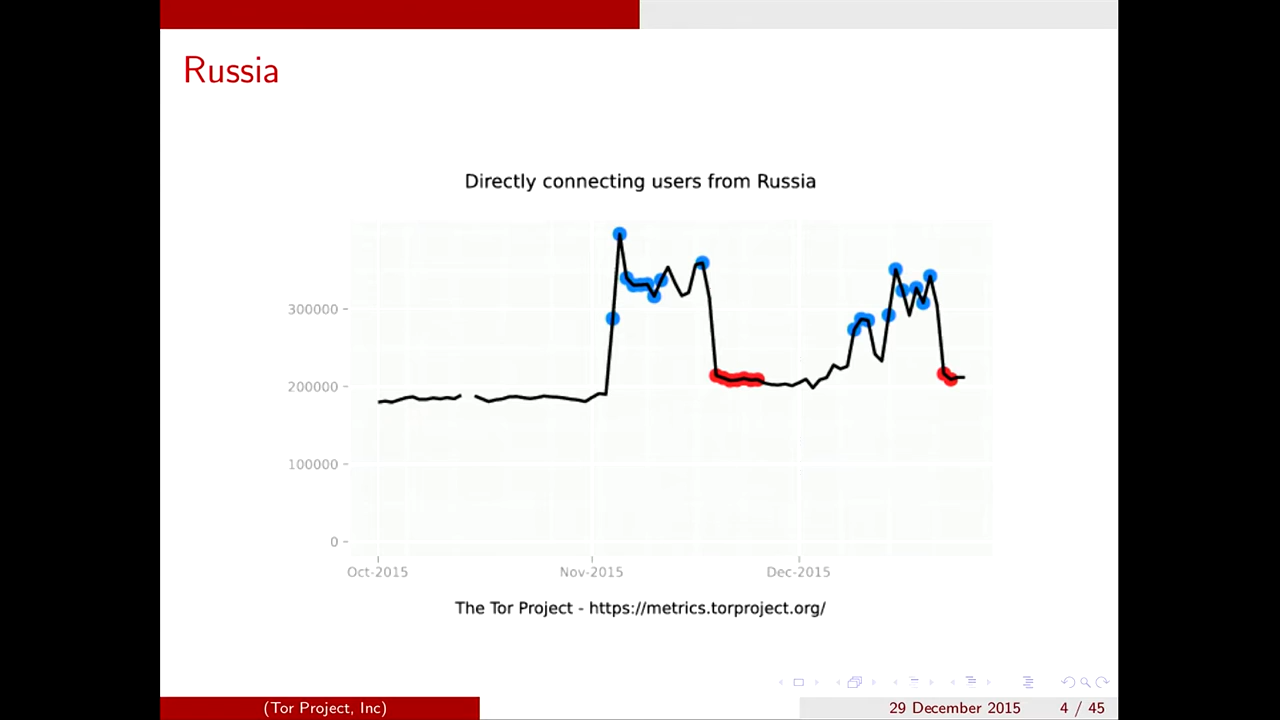 Russia
Directly connecting users from Russia
300000
200000
100000
0
Oct-2015 Nov-2015 Dec-2015
The Tor Project - https://metrics.torproject.org/
(Tor Project, Inc) 29 December 2015 4 / 45